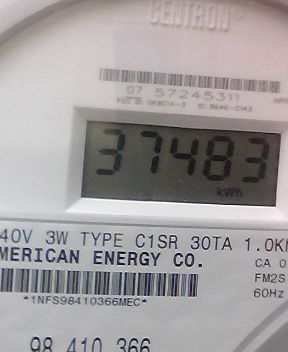 CENTRON®
07 57245311
37483
kWh
40V 3W TYPE C1SR 30TA 1.0K
MERICAN ENERGY CO.
CA 0
FM2S
60Hz
*1NFS98410366MEC*
98 410 366